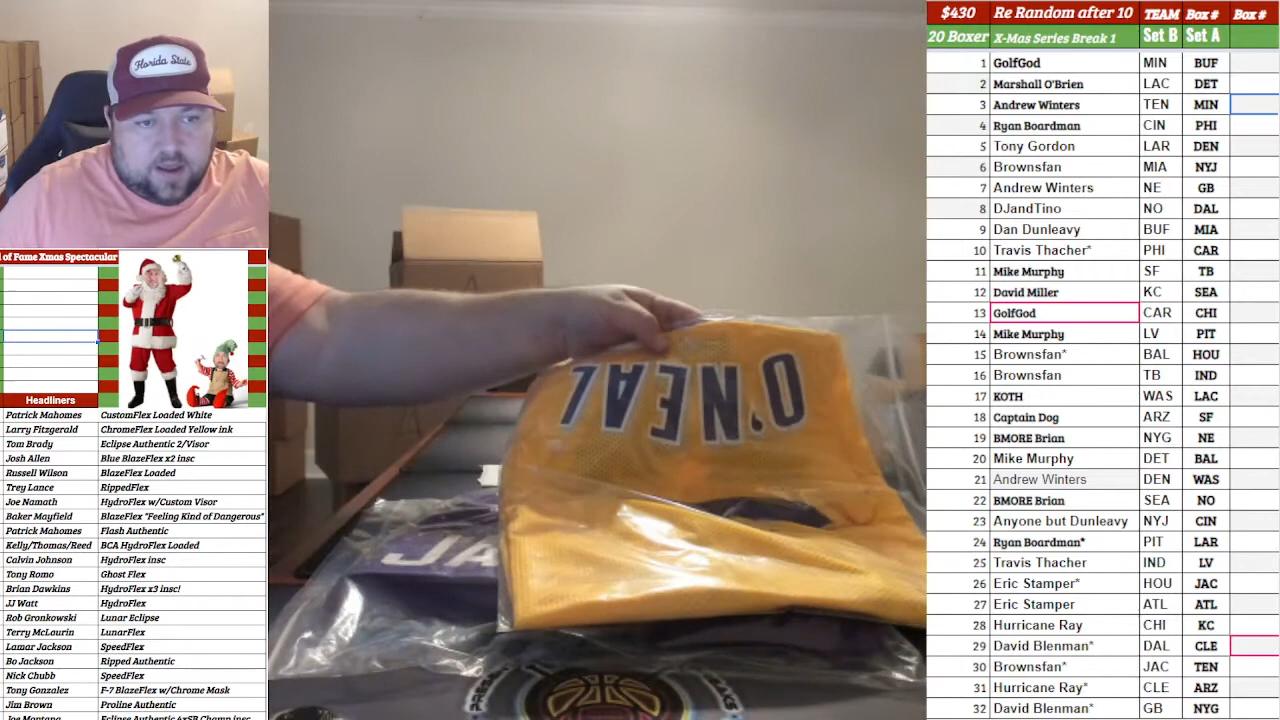 Florida State
l of Fame Xmas Spectacular
Headliners
Patrick Mahomes CustomFlex Loaded White
Larry Fitzgerald ChromeFlex Loaded Yellow ink
Tom Brady Eclipse Authentic 2/Visor
Josh Allen Blue BlazeFlex x2 insc
Russell Wilson BlazeFlex Loaded
Trey Lance RippedFlex
Joe Namath HydroFlex w/Custom Visor
Baker Mayfield BlazeFlex "Feeling Kind of Dangerous"
Patrick Mahomes Flash Authentic
Kelly/Thomas/Reed BCA HydroFlex Loaded
Calvin Johnson HydroFlex insc
Tony Romo Ghost Flex
Brian Dawkins HydroFlex x3 insc!
JJ Watt HydroFlex
Rob Gronkowski Lunar Eclipse
Terry McLaurin LunarFlex
Lamar Jackson SpeedFlex
Bo Jackson Ripped Authentic
Nick Chubb SpeedFlex
Tony Gonzalez F-7 BlazeFlex w/Chrome Mask
Jim Brown Proline Authentic
Joe Montana Eclipse Authentic 4xSB Champ insc
O'NEAL
JA
$430 Re Random after 10 TEAM Box # Box #
20 Boxer X-Mas Series Break 1 Set B Set A
1 GolfGod MIN BUF
2 Marshall O'Brien LAC DET
3 Andrew Winters TEN MIN
4 Ryan Boardman CIN PHI
5 Tony Gordon LAR DEN
6 Brownsfan MIA NYJ
7 Andrew Winters NE GB
8 DJandTino NO DAL
9 Dan Dunleavy BUF MIA
10 Travis Thacher* PHI CAR
11 Mike Murphy SF TB
12 David Miller KC SEA
13 GolfGod CAR CHI
14 Mike Murphy LV PIT
15 Brownsfan* BAL HOU
16 Brownsfan TB IND
17 KOTH WAS LAC
18 Captain Dog ARZ SF
19 BMORE Brian NYG NE
20 Mike Murphy DET BAL
21 Andrew Winters DEN WAS
22 BMORE Brian SEA NO
23 Anyone but Dunleavy NYJ CIN
24 Ryan Boardman* PIT LAR
25 Travis Thacher IND LV
26 Eric Stamper* HOU JAC
27 Eric Stamper ATL ATL
28 Hurricane Ray CHI KC
29 David Blenman* DAL CLE
30 Brownsfan* JAC TEN
31 Hurricane Ray* CLE ARZ
32 David Blenman* GB NYG